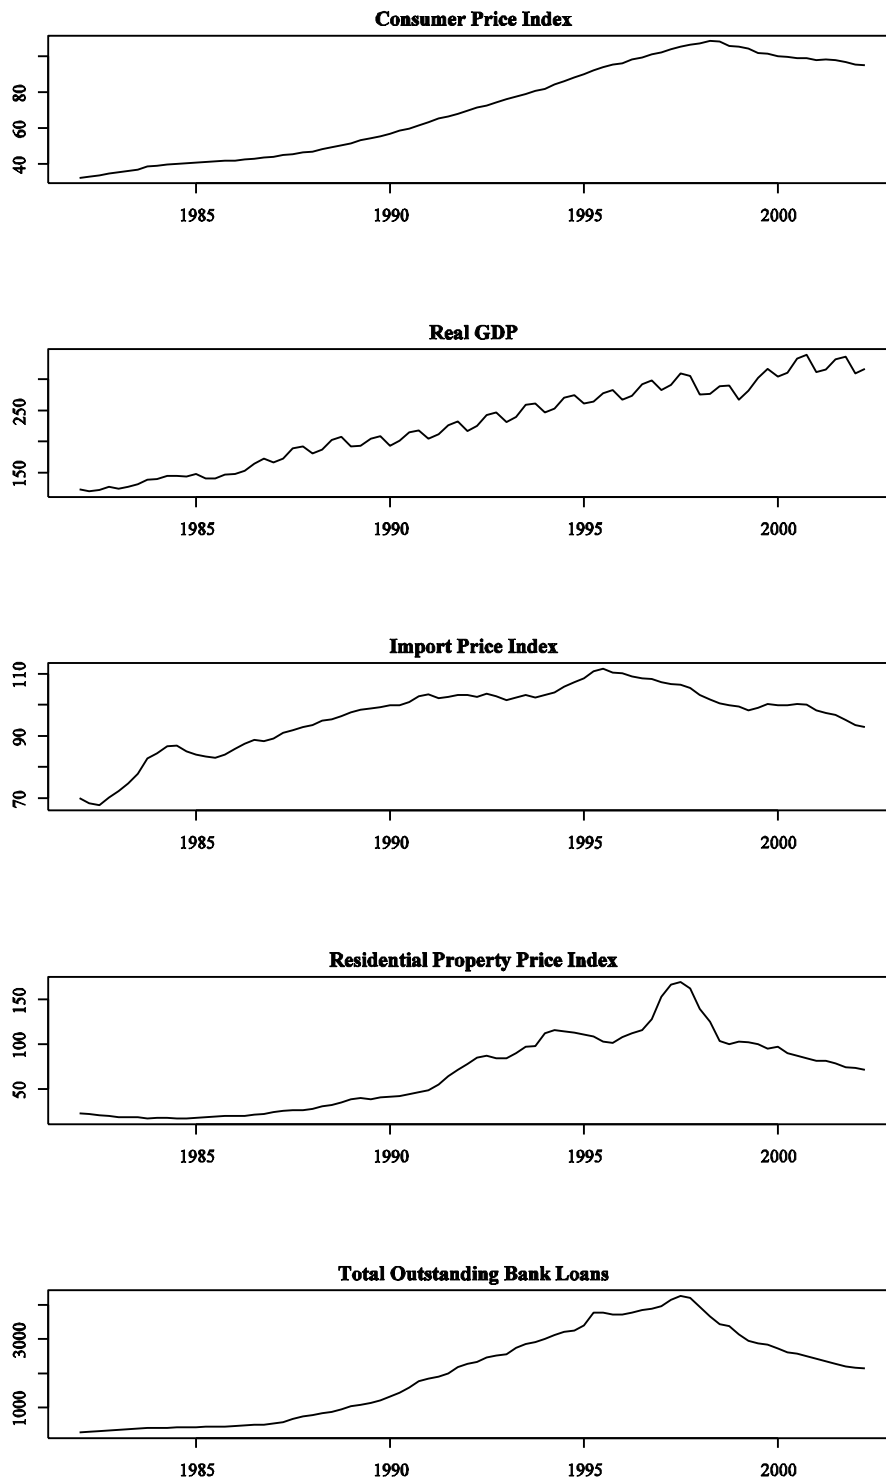 Consumer Price Index
80
60
40
1985 1990 1995 2000
Real GDP
250
150
1985 1990 1995 2000
Import Price Index
110
90
70
1985 1990 1995 2000
Residential Property Price Index
150
100
50
1985 1990 1995 2000
Total Outstanding Bank Loans
3000
1000
1985 1990 1995 2000